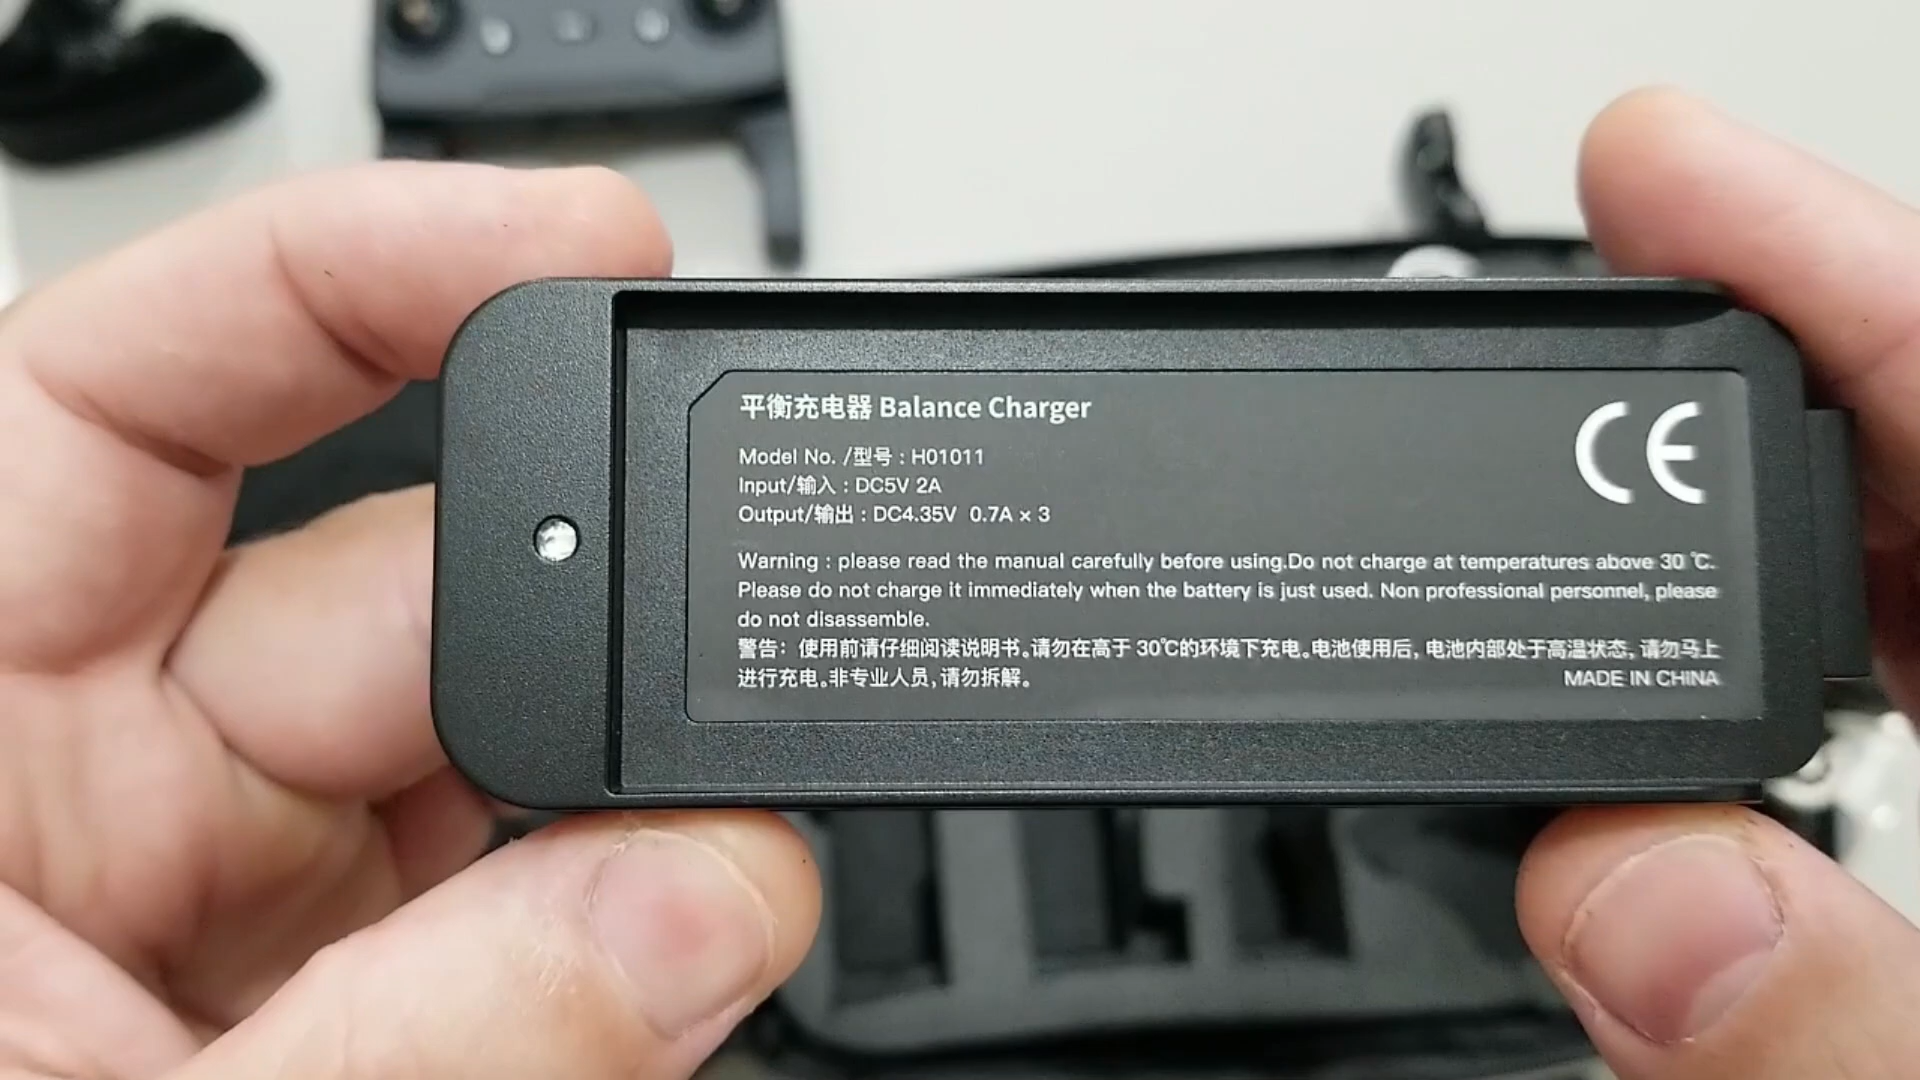 平衡充电器 Balance Charger
CE
Model No. /型号 : H01011
Input/输入 : DC5V 2A
Output/输出 : DC4.35V 0.7A × 3
Warning : please read the manual carefully before using.Do not charge at temperatures above 30 ℃.
Please do not charge it immediately when the battery is just used. Non professional personnel, please
do not disassemble.
警告：使用前请仔细阅读说明书。请勿在高于 30℃的环境下充电。电池使用后，电池内部处于高温状态，请勿马上
进行充电。非专业人员，请勿拆解。
MADE IN CHINA